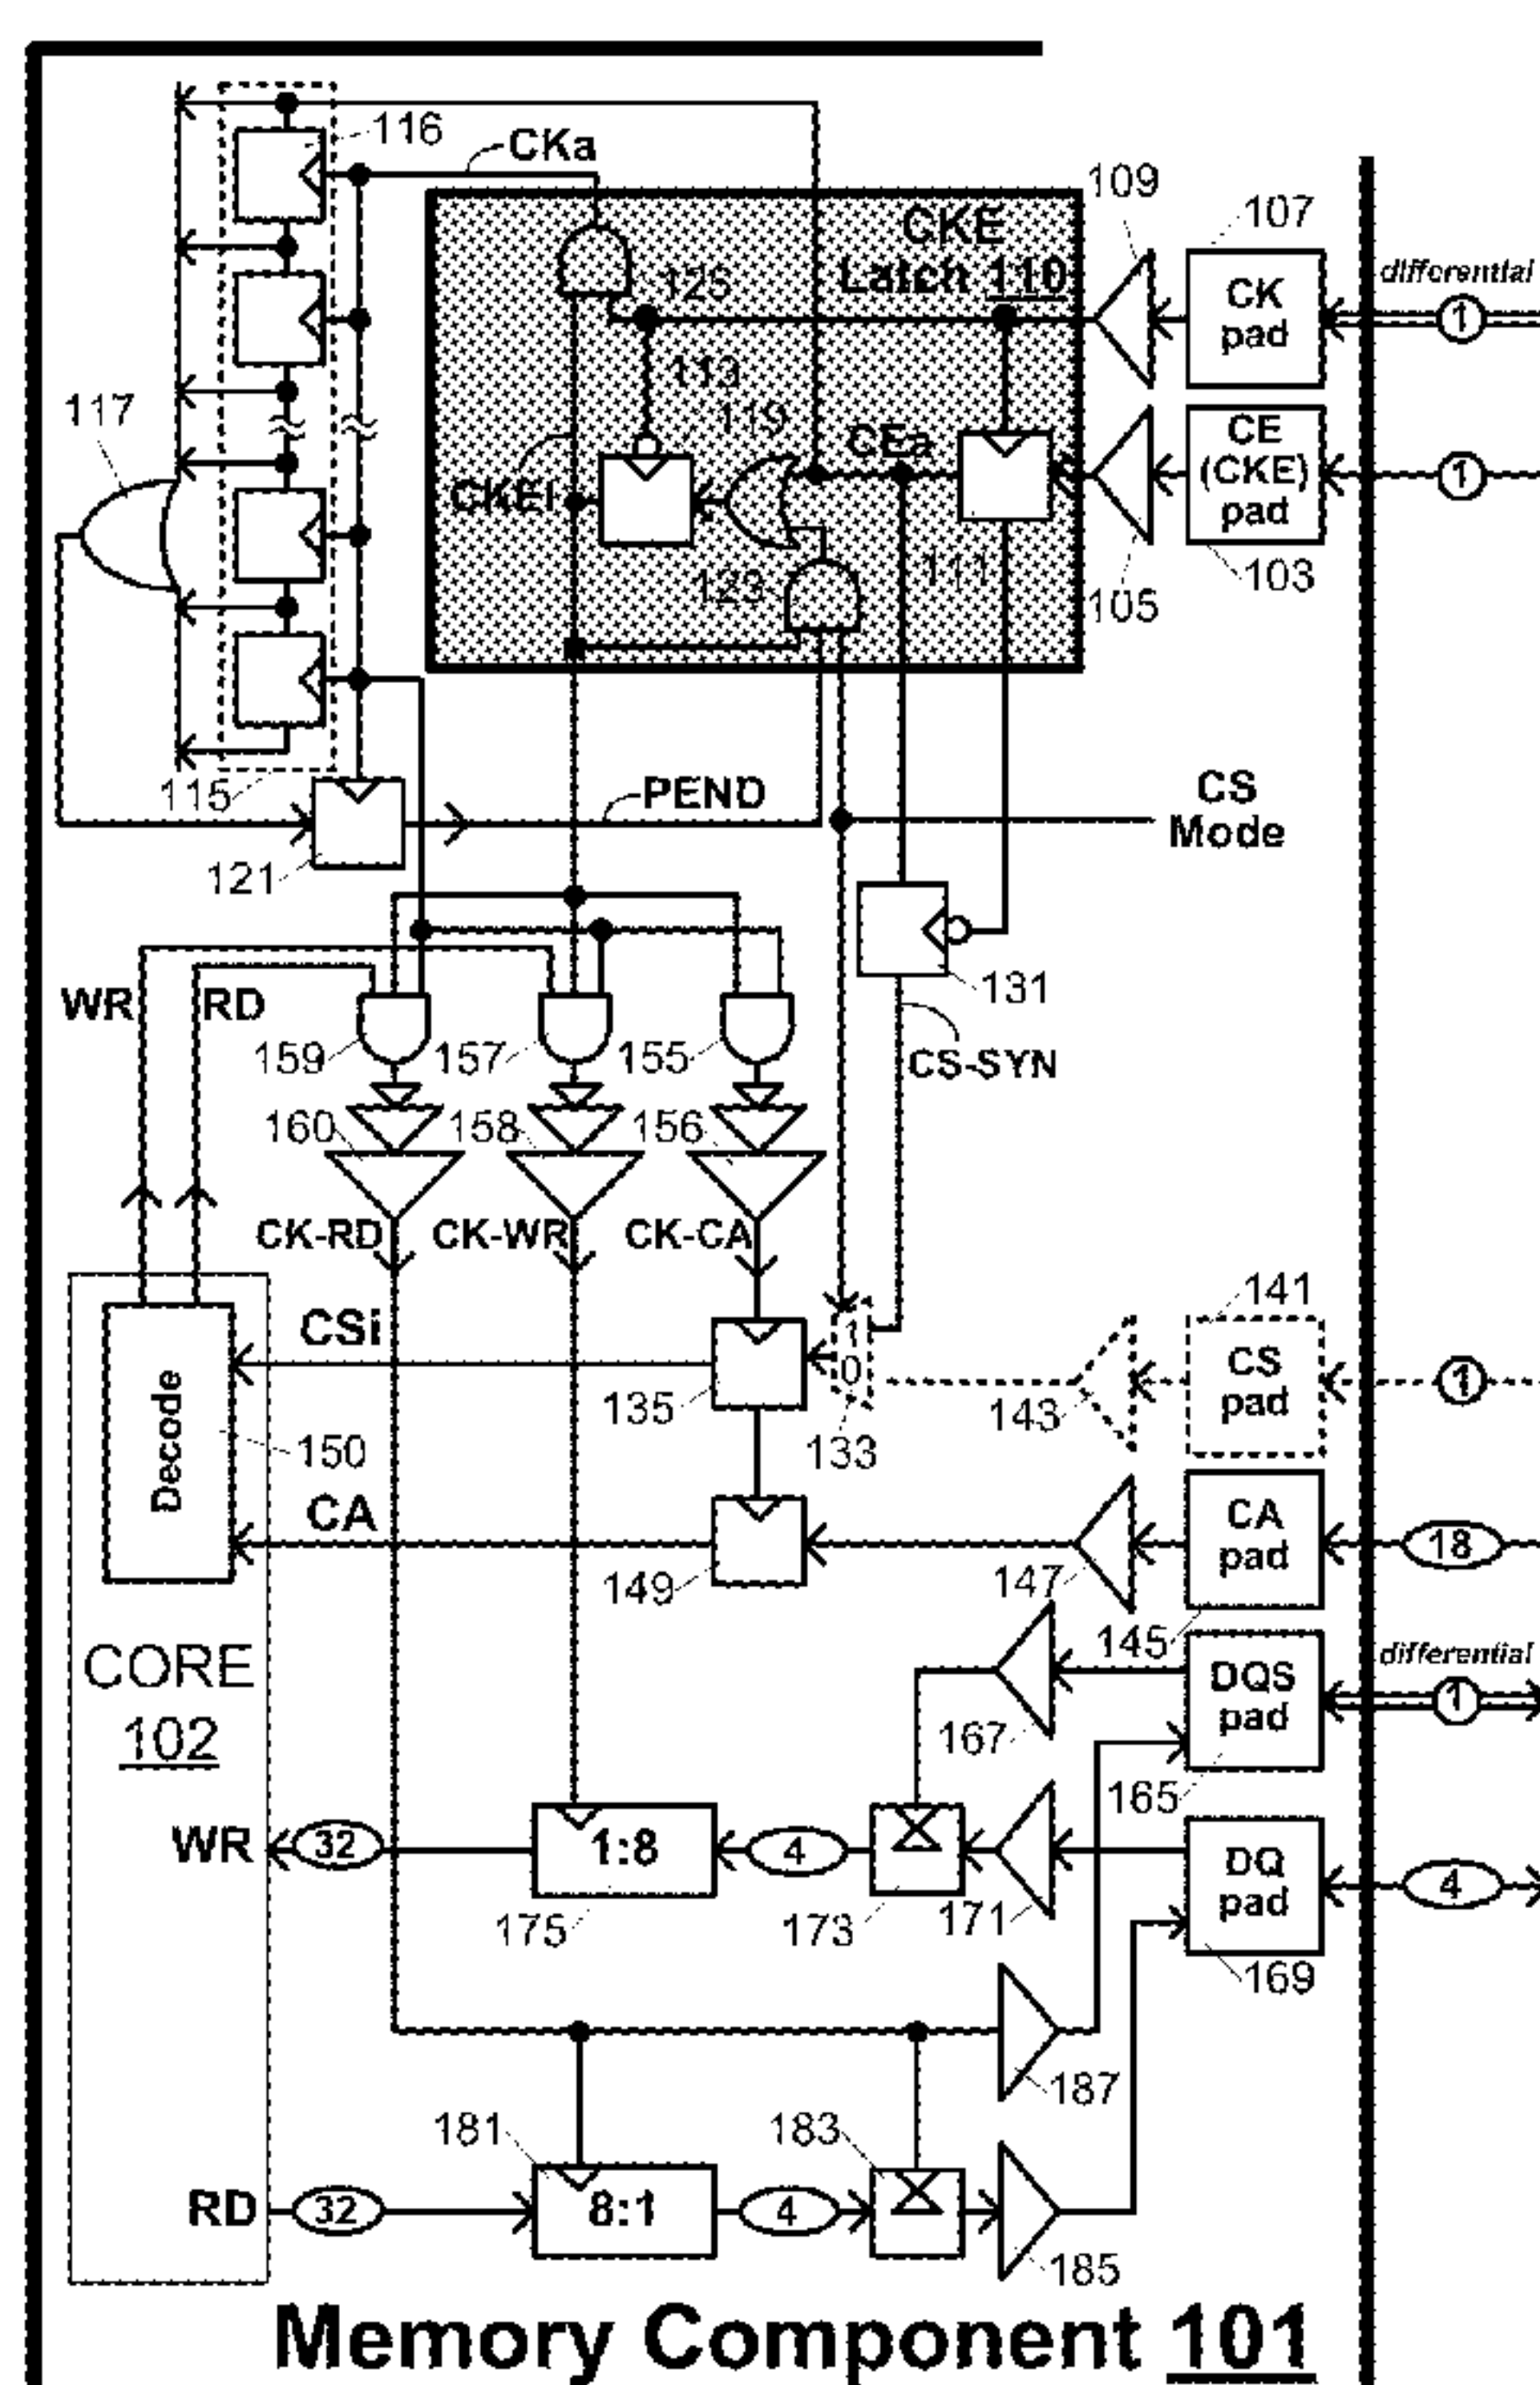 116
CKa
109
107
CKE
Latch 110
125
CK
pad
differential
1
113
117
119
CEa
CE
(CKE)
pad
1
CKEi
123
111
105
103
115
PEND
CS
Mode
121
131
WR
RD
159
157
155
CS-SYN
160
158
156
CK-RD
CK-WR
CK-CA
141
CSi
1
0
CS
pad
1
135
143
133
Decode
150
CA
CA
pad
18
149
147
145
CORE
102
differential
DQS
pad
1
167
165
WR
32
1:8
4
DQ
pad
4
175
173
171
169
187
181
183
RD
32
8:1
4
185
Memory Component 101